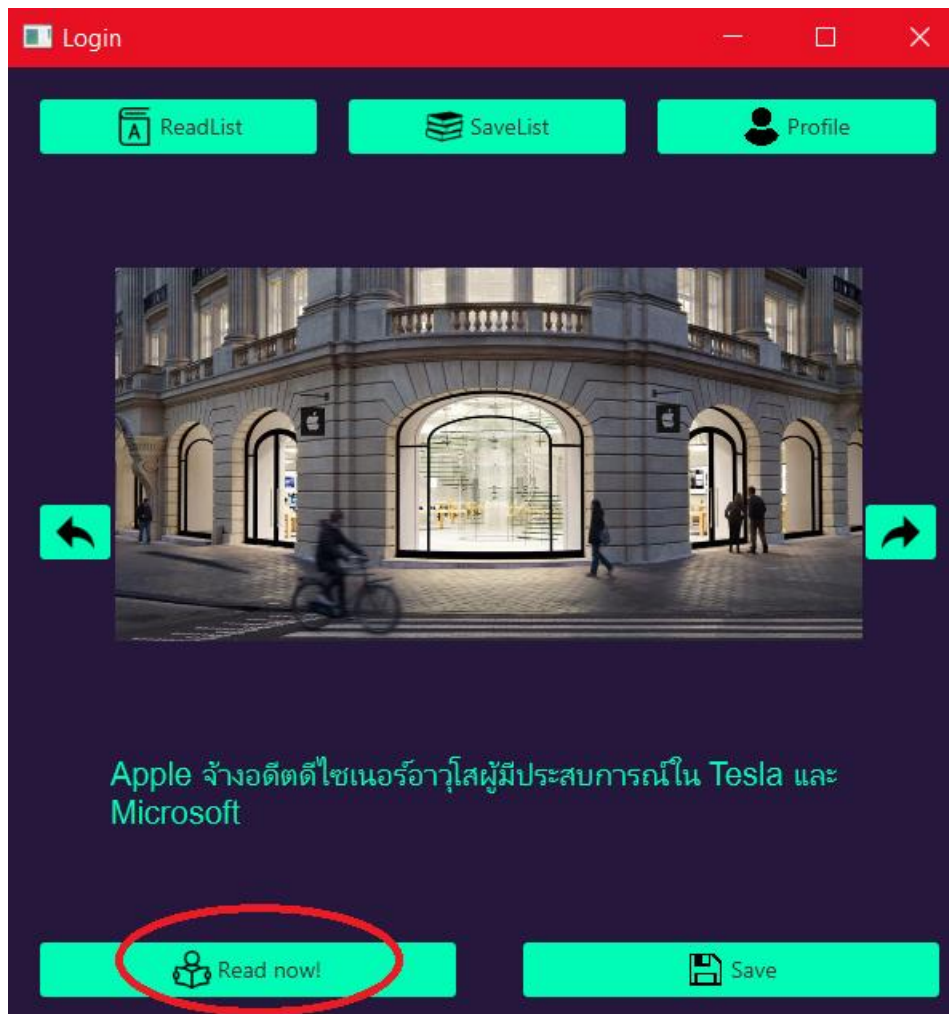 Login
ReadList
SaveList
Profile
Apple จ้างอดีตดีไซเนอร์อาวุโสผู้มีประสบการณ์ใน Tesla และ
Microsoft
Read now!
Save